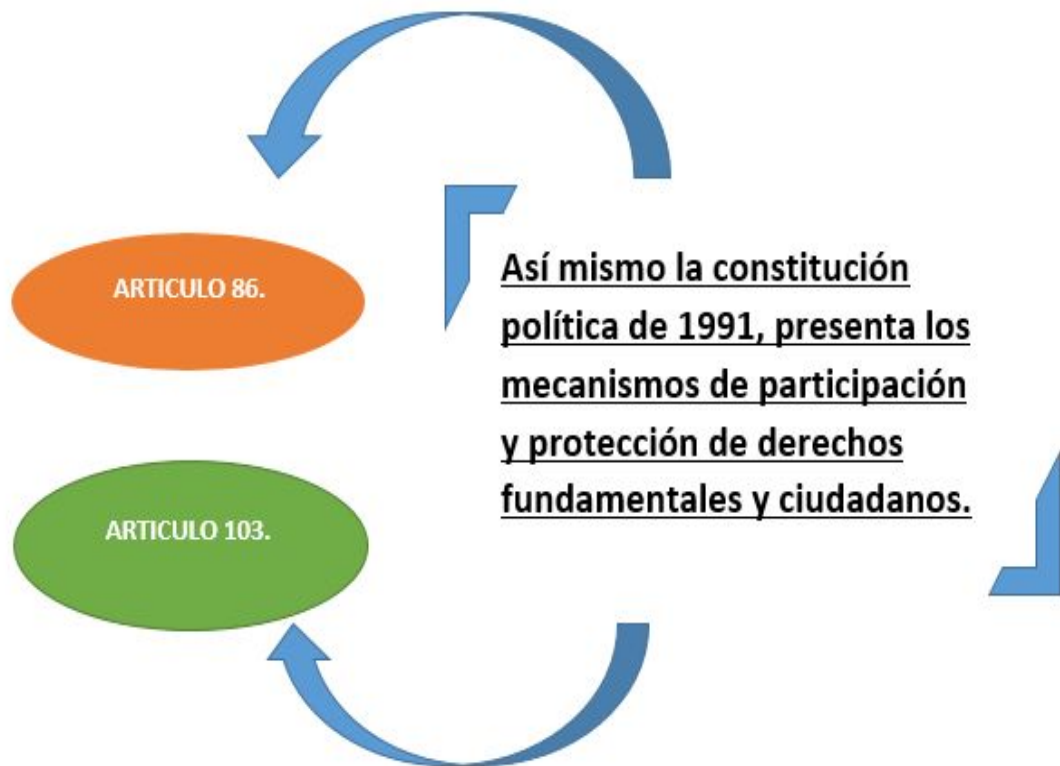 ARTICULO 86.
ARTICULO 103.
Así mismo la constitución
política de 1991, presenta los
mecanismos de participación
y protección de derechos
fundamentales y ciudadanos.